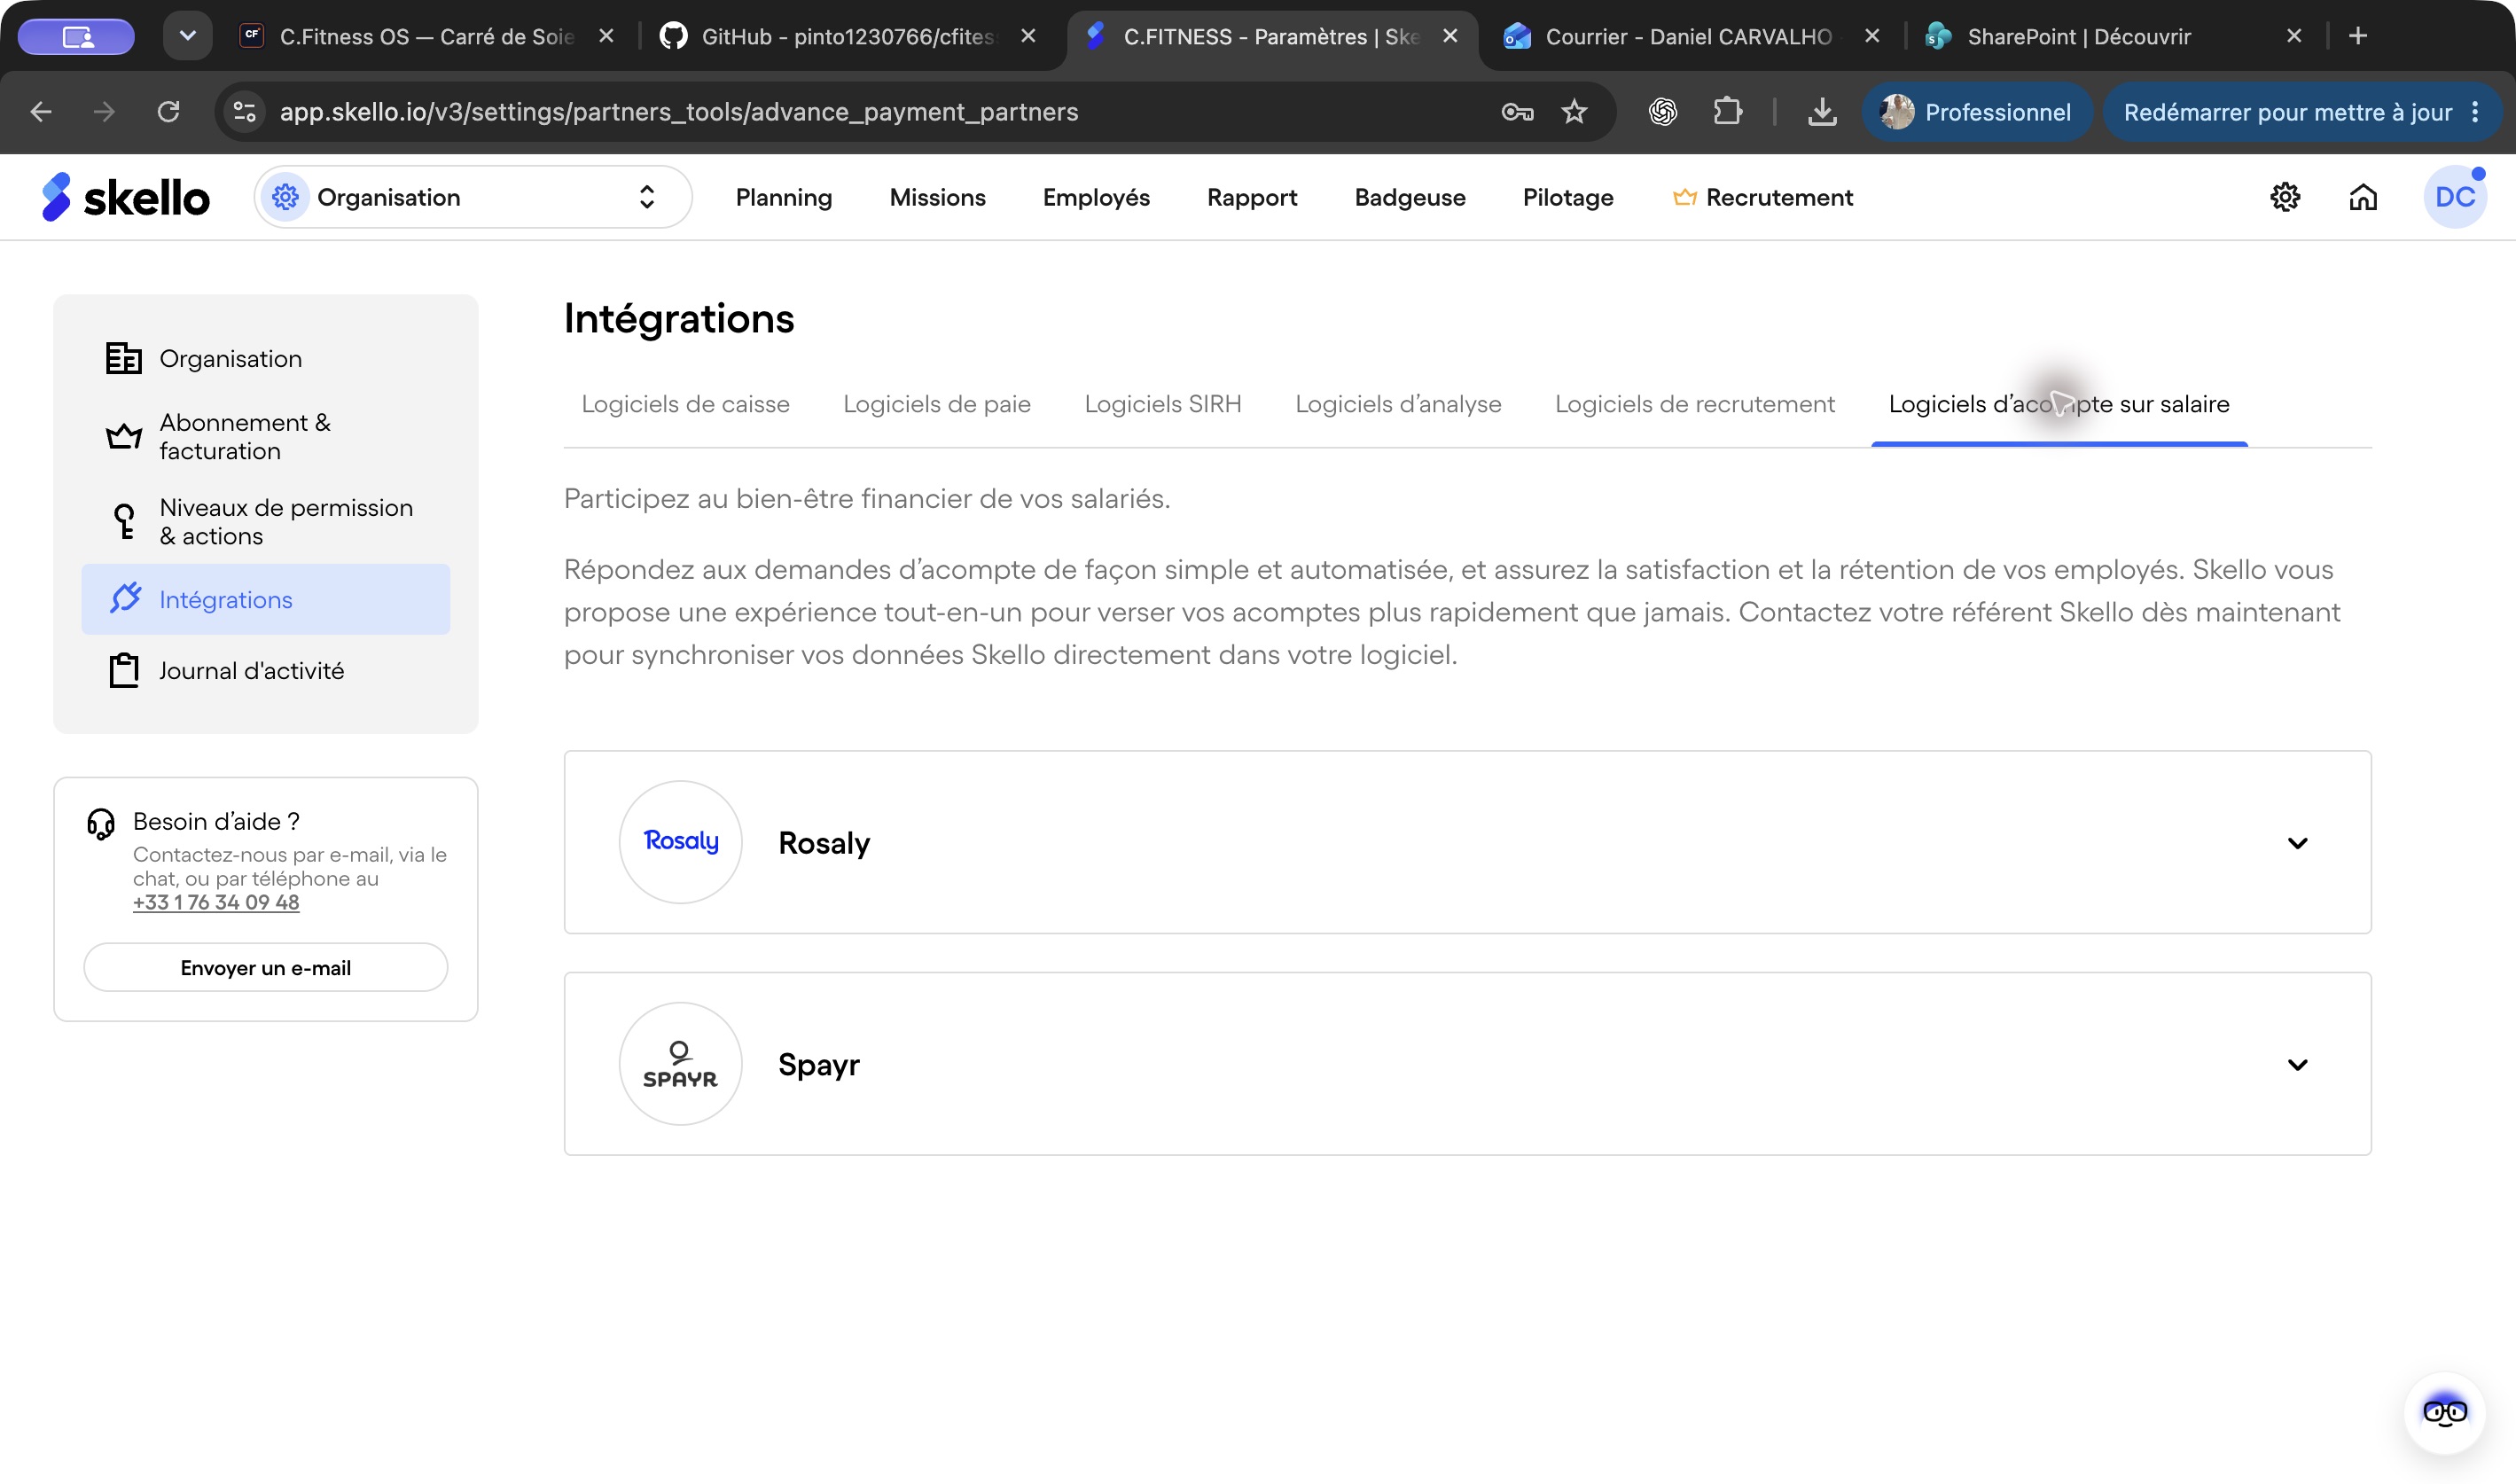 C.Fitness OS — Carré de Soie
GitHub - pinto1230766/cfites
C.FITNESS - Paramètres | Ske
Courrier - Daniel CARVALHO
SharePoint | Découvrir
app.skello.io/v3/settings/partners_tools/advance_payment_partners
Professionnel
Redémarrer pour mettre à jour
skello
Organisation
Planning
Missions
Employés
Rapport
Badgeuse
Pilotage
Recrutement
DC
Organisation
Abonnement &
facturation
Niveaux de permission
& actions
Intégrations
Journal d'activité
Besoin d’aide ?
Contactez-nous par e-mail, via le
chat, ou par téléphone au
+33 1 76 34 09 48
Envoyer un e-mail
Intégrations
Logiciels de caisse
Logiciels de paie
Logiciels SIRH
Logiciels d’analyse
Logiciels de recrutement
Logiciels d’acompte sur salaire
Participez au bien-être financier de vos salariés.
Répondez aux demandes d’acompte de façon simple et automatisée, et assurez la satisfaction et la rétention de vos employés. Skello vous
propose une expérience tout-en-un pour verser vos acomptes plus rapidement que jamais. Contactez votre référent Skello dès maintenant
pour synchroniser vos données Skello directement dans votre logiciel.
Rosaly
Rosaly
SPAYR
Spayr